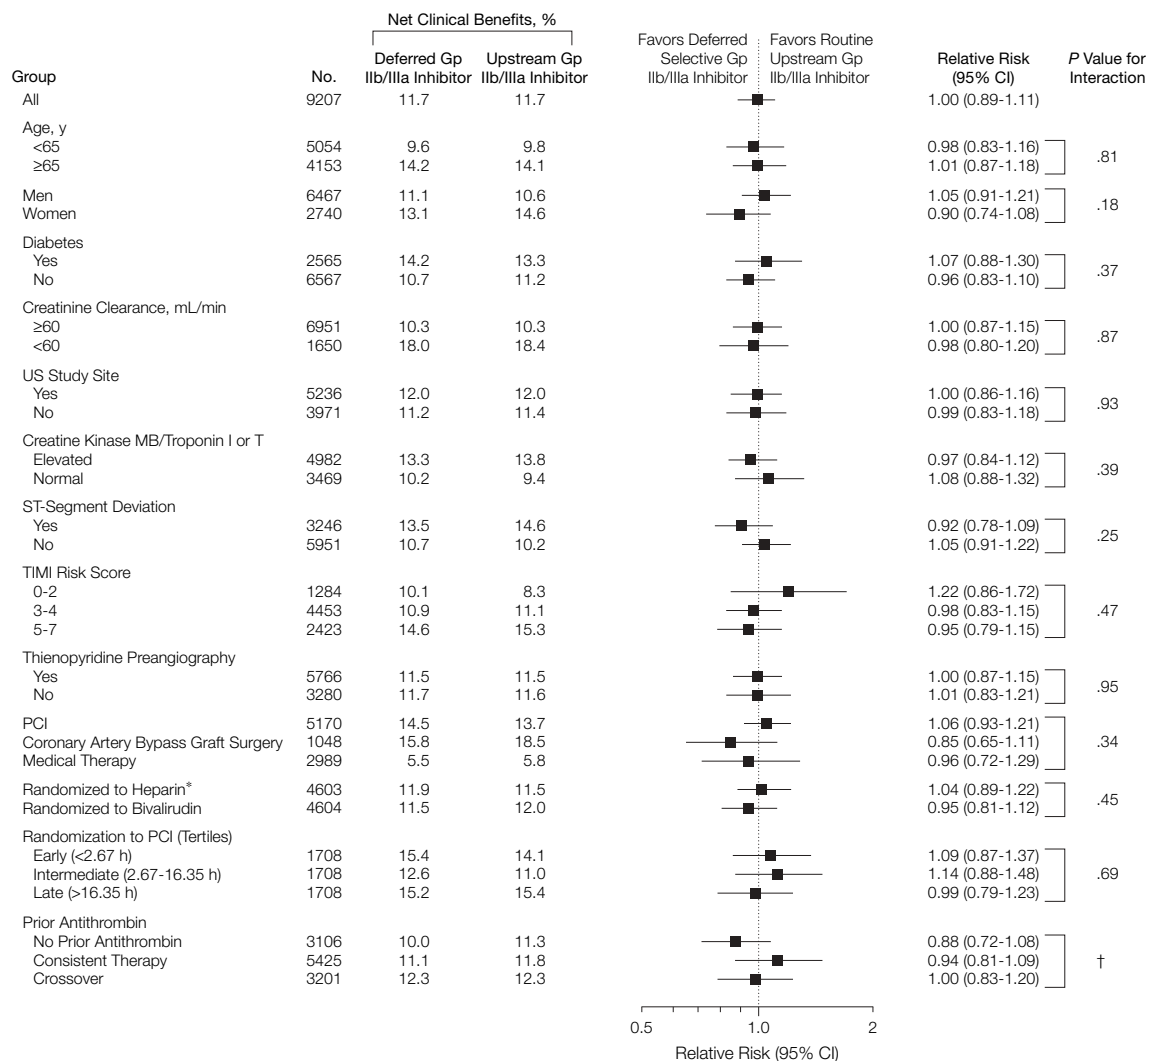 Net Clinical Benefits, %
Favors Deferred Favors Routine
Deferred Gp Upstream Gp Selective Gp Upstream Gp Relative Risk P Value for
Group No. IIb/IIIa Inhibitor IIb/IIIa Inhibitor IIb/IIIa Inhibitor IIb/IIIa Inhibitor (95% CI) Interaction
All 9207 11.7 11.7 1.00 (0.89-1.11)
Age, y
<65 5054 9.6 9.8 0.98 (0.83-1.16)
.81
≥65 4153 14.2 14.1 1.01 (0.87-1.18)
Men 6467 11.1 10.6 1.05 (0.91-1.21)
.18
Women 2740 13.1 14.6 0.90 (0.74-1.08)
Diabetes
Yes 2565 14.2 13.3 1.07 (0.88-1.30)
.37
No 6567 10.7 11.2 0.96 (0.83-1.10)
Creatinine Clearance, mL/min
≥60 6951 10.3 10.3 1.00 (0.87-1.15)
.87
<60 1650 18.0 18.4 0.98 (0.80-1.20)
US Study Site
Yes 5236 12.0 12.0 1.00 (0.86-1.16)
.93
No 3971 11.2 11.4 0.99 (0.83-1.18)
Creatine Kinase MB/Troponin I or T
Elevated 4982 13.3 13.8 0.97 (0.84-1.12)
.39
Normal 3469 10.2 9.4 1.08 (0.88-1.32)
ST-Segment Deviation
Yes 3246 13.5 14.6 0.92 (0.78-1.09)
.25
No 5951 10.7 10.2 1.05 (0.91-1.22)
TIMI Risk Score
0-2 1284 10.1 8.3 1.22 (0.86-1.72)
3-4 4453 10.9 11.1 0.98 (0.83-1.15) .47
5-7 2423 14.6 15.3 0.95 (0.79-1.15)
Thienopyridine Preangiography
Yes 5766 11.5 11.5 1.00 (0.87-1.15)
.95
No 3280 11.7 11.6 1.01 (0.83-1.21)
PCI 5170 14.5 13.7 1.06 (0.93-1.21)
Coronary Artery Bypass Graft Surgery 1048 15.8 18.5 0.85 (0.65-1.11) .34
Medical Therapy 2989 5.5 5.8 0.96 (0.72-1.29)
Randomized to Heparin* 4603 11.9 11.5 1.04 (0.89-1.22)
.45
Randomized to Bivalirudin 4604 11.5 12.0 0.95 (0.81-1.12)
Randomization to PCI (Tertiles)
Early (<2.67 h) 1708 15.4 14.1 1.09 (0.87-1.37)
Intermediate (2.67-16.35 h) 1708 12.6 11.0 1.14 (0.88-1.48) .69
Late (>16.35 h) 1708 15.2 15.4 0.99 (0.79-1.23)
Prior Antithrombin
No Prior Antithrombin 3106 10.0 11.3 0.88 (0.72-1.08)
Consistent Therapy 5425 11.1 11.8 0.94 (0.81-1.09) †
Crossover 3201 12.3 12.3 1.00 (0.83-1.20)
0.5 1.0 2
Relative Risk (95% CI)